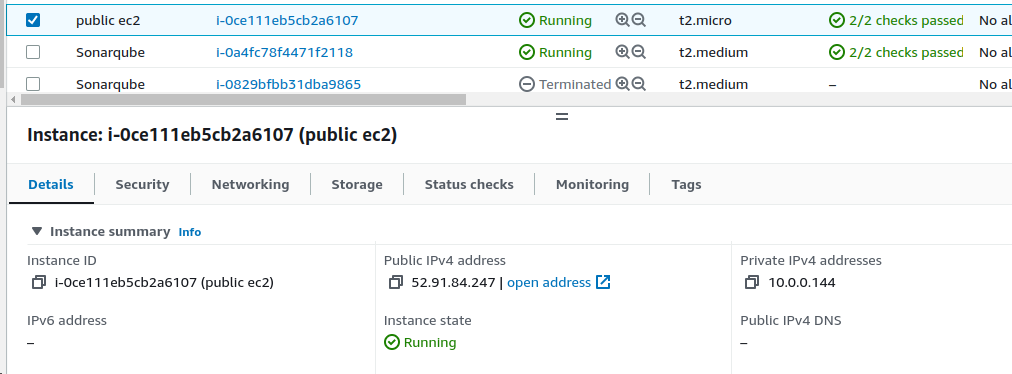 public ec2 i-0ce111eb5cb2a6107 Running t2.micro 2/2 checks passed No al
Sonarqube i-0a4fc78f4471f2118 Running t2.medium 2/2 checks passed No al
Sonarqube i-0829bfbb31dba9865 Terminated t2.medium – No al
Instance: i-0ce111eb5cb2a6107 (public ec2)
Details Security Networking Storage Status checks Monitoring Tags
Instance summary Info
Instance ID Public IPv4 address Private IPv4 addresses
i-0ce111eb5cb2a6107 (public ec2) 52.91.84.247 | open address 10.0.0.144
IPv6 address Instance state Public IPv4 DNS
– Running –